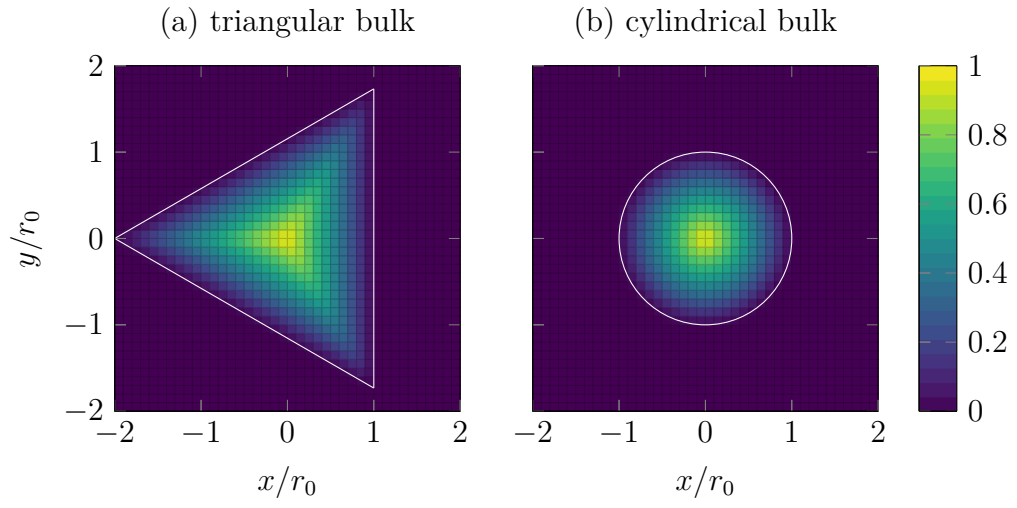 (a) triangular bulk
(b) cylindrical bulk
2
1
0
−1
−2
y/r0
−2 −1 0 1 2
x/r0
−2 −1 0 1 2
x/r0
1
0.8
0.6
0.4
0.2
0